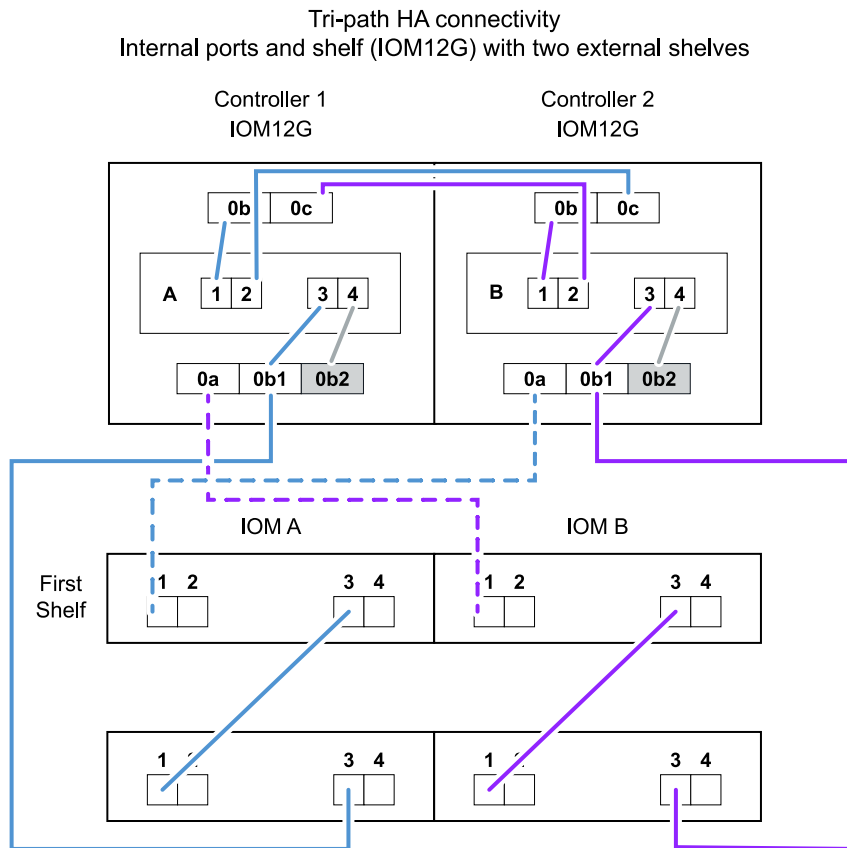 Tri-path HA connectivity
Internal ports and shelf (IOM12G) with two external shelves
Controller 1
IOM12G
Controller 2
IOM12G
0b 0c
0b 0c
A 1 2 3 4
B 1 2 3 4
0a 0b1 0b2
0a 0b1 0b2
IOM A
IOM B
First
Shelf
1 2 3 4
1 2 3 4
1 3 4
1 2 3 4